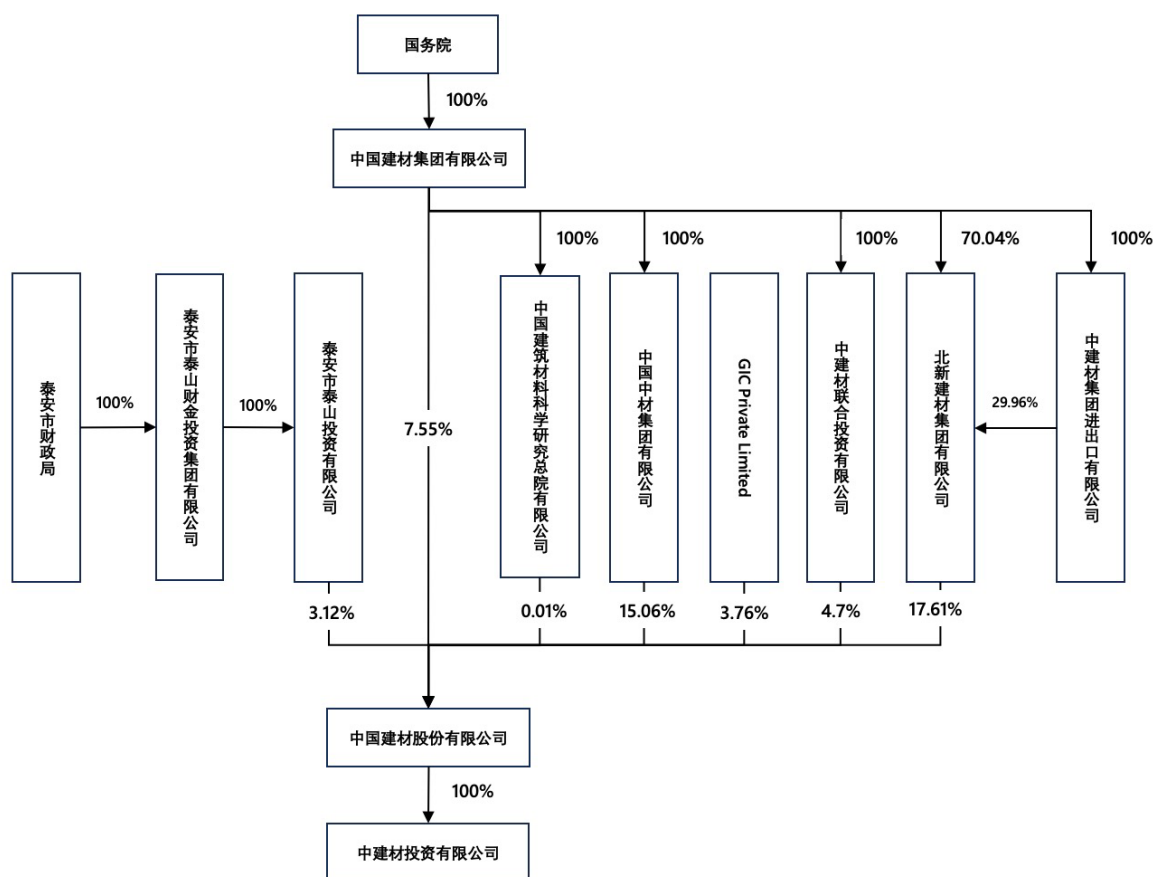 国务院
100%
中国建材集团有限公司
100%
100%
100%
70.04%
100%
泰安市财政局
100%
泰安市泰山财金投资集团有限公司
100%
泰安市泰山投资有限公司
7.55%
中国建筑材料科学研究总院有限公司
中国中材集团有限公司
GIC Private Limited
中建材联合投资有限公司
北新建材集团有限公司
29.96%
中建材集团进出口有限公司
3.12%
0.01%
15.06%
3.76%
4.7%
17.61%
中国建材股份有限公司
100%
中建材投资有限公司